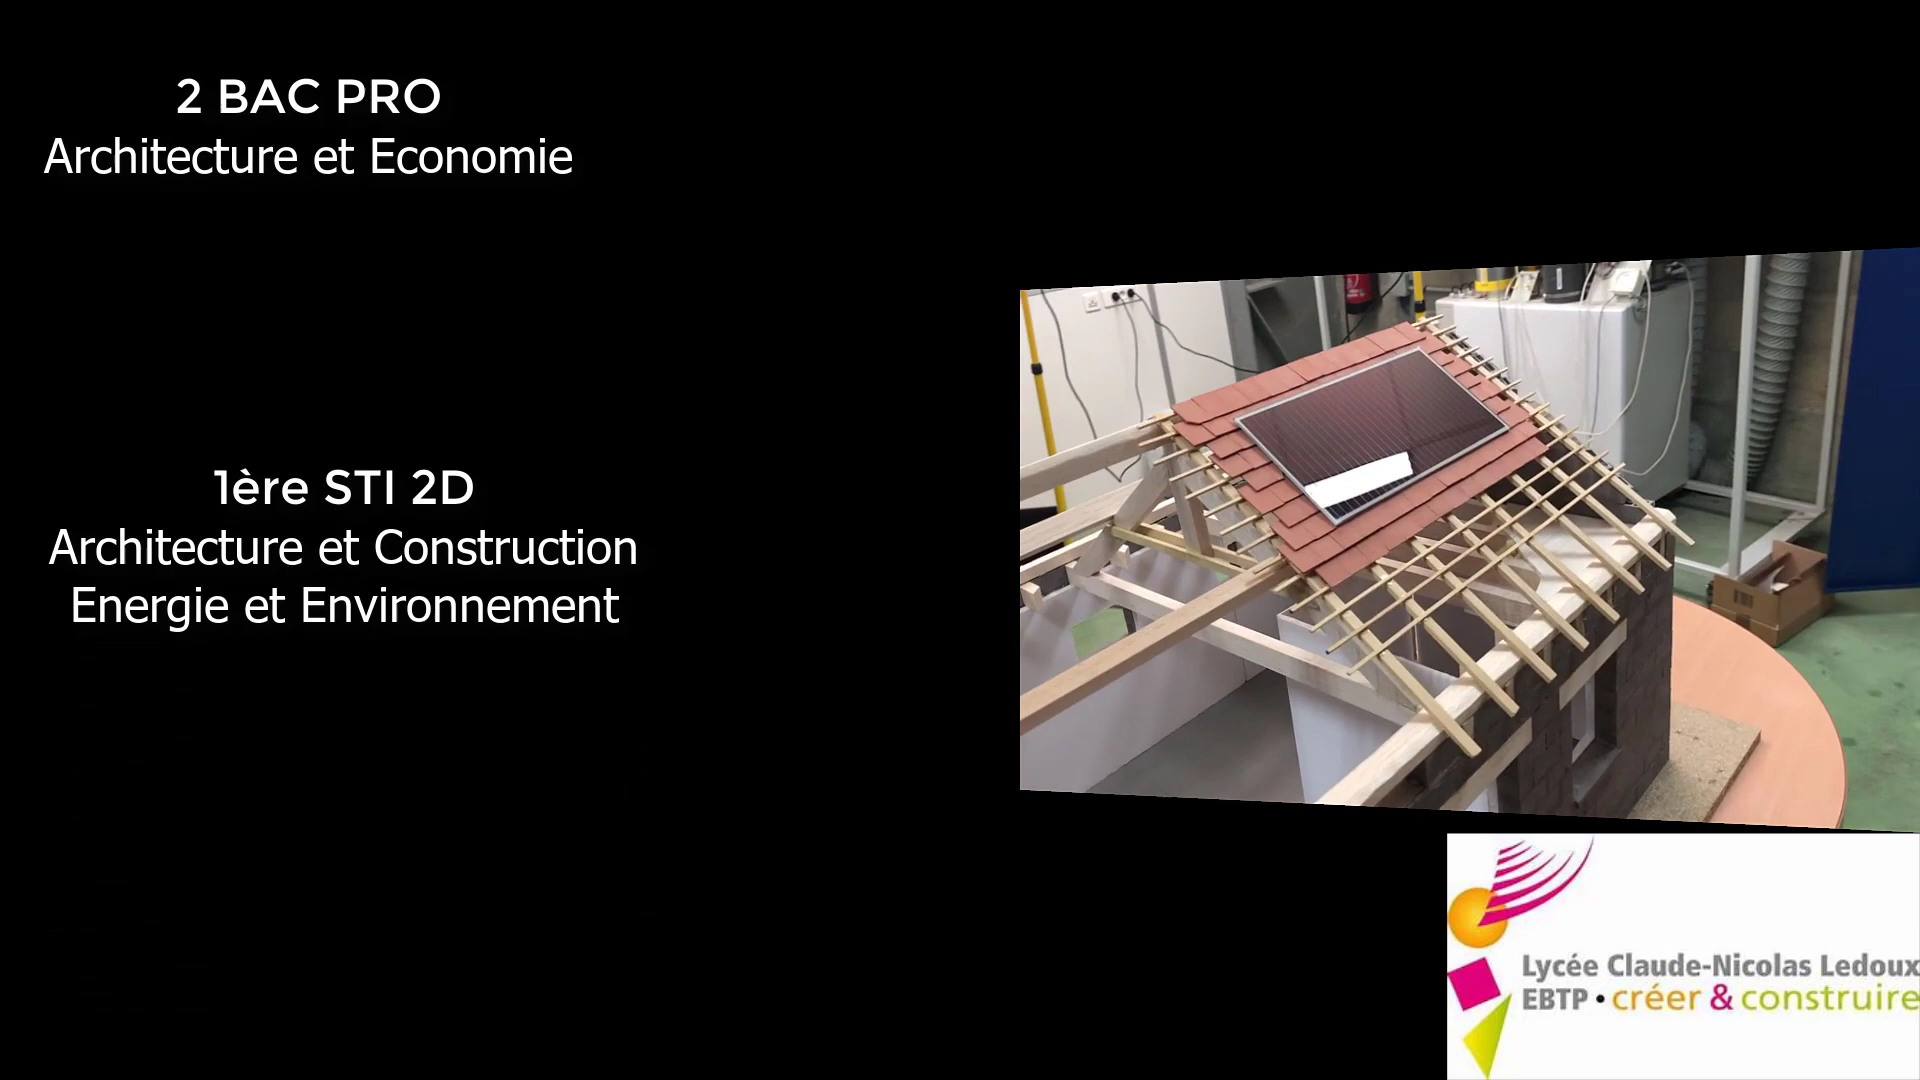 2 BAC PRO
Architecture et Economie
1ère STI 2D
Architecture et Construction
Energie et Environnement
Lycée Claude-Nicolas Ledoux
EBTP • créer & construire